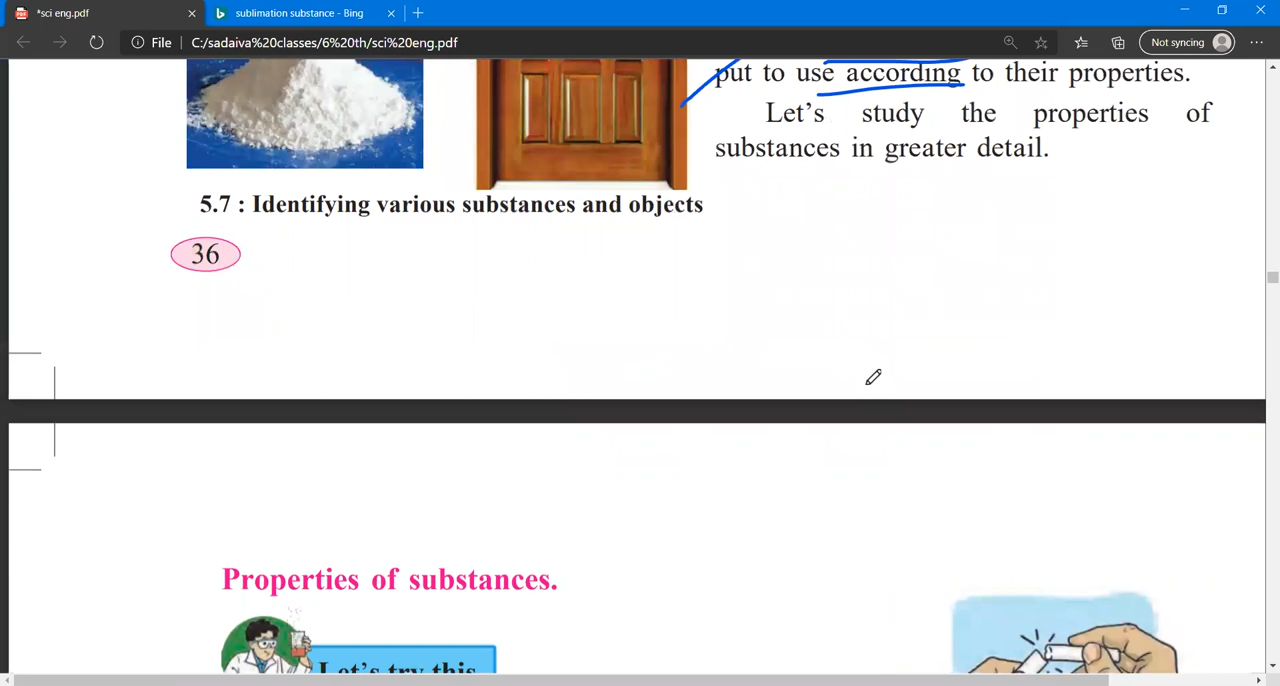 *sci eng.pdf
sublimation substance - Bing
File
C:/sadaiva%20classes/6%20th/sci%20eng.pdf
Not syncing
put to use according to their properties.
Let's study the properties of
substances in greater detail.
5.7 : Identifying various substances and objects
36
Properties of substances.
Let's try this